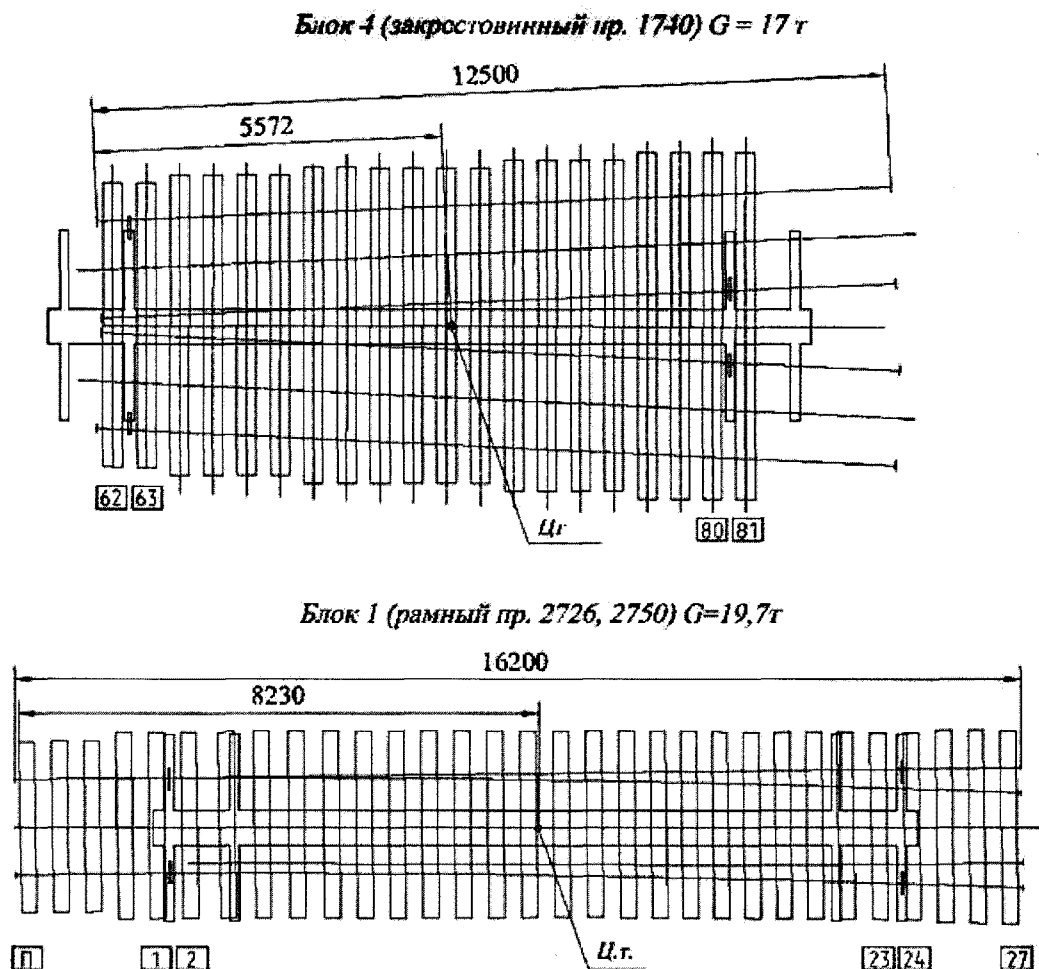 Блок 4 (закрестовинный пр. 1740) G = 17 т
12500
5572
62 63
80 81
Цг
Блок 1 (рамный пр. 2726, 2750) G=19,7т
16200
8230
П 1 2
Ц.т.
23 24 27